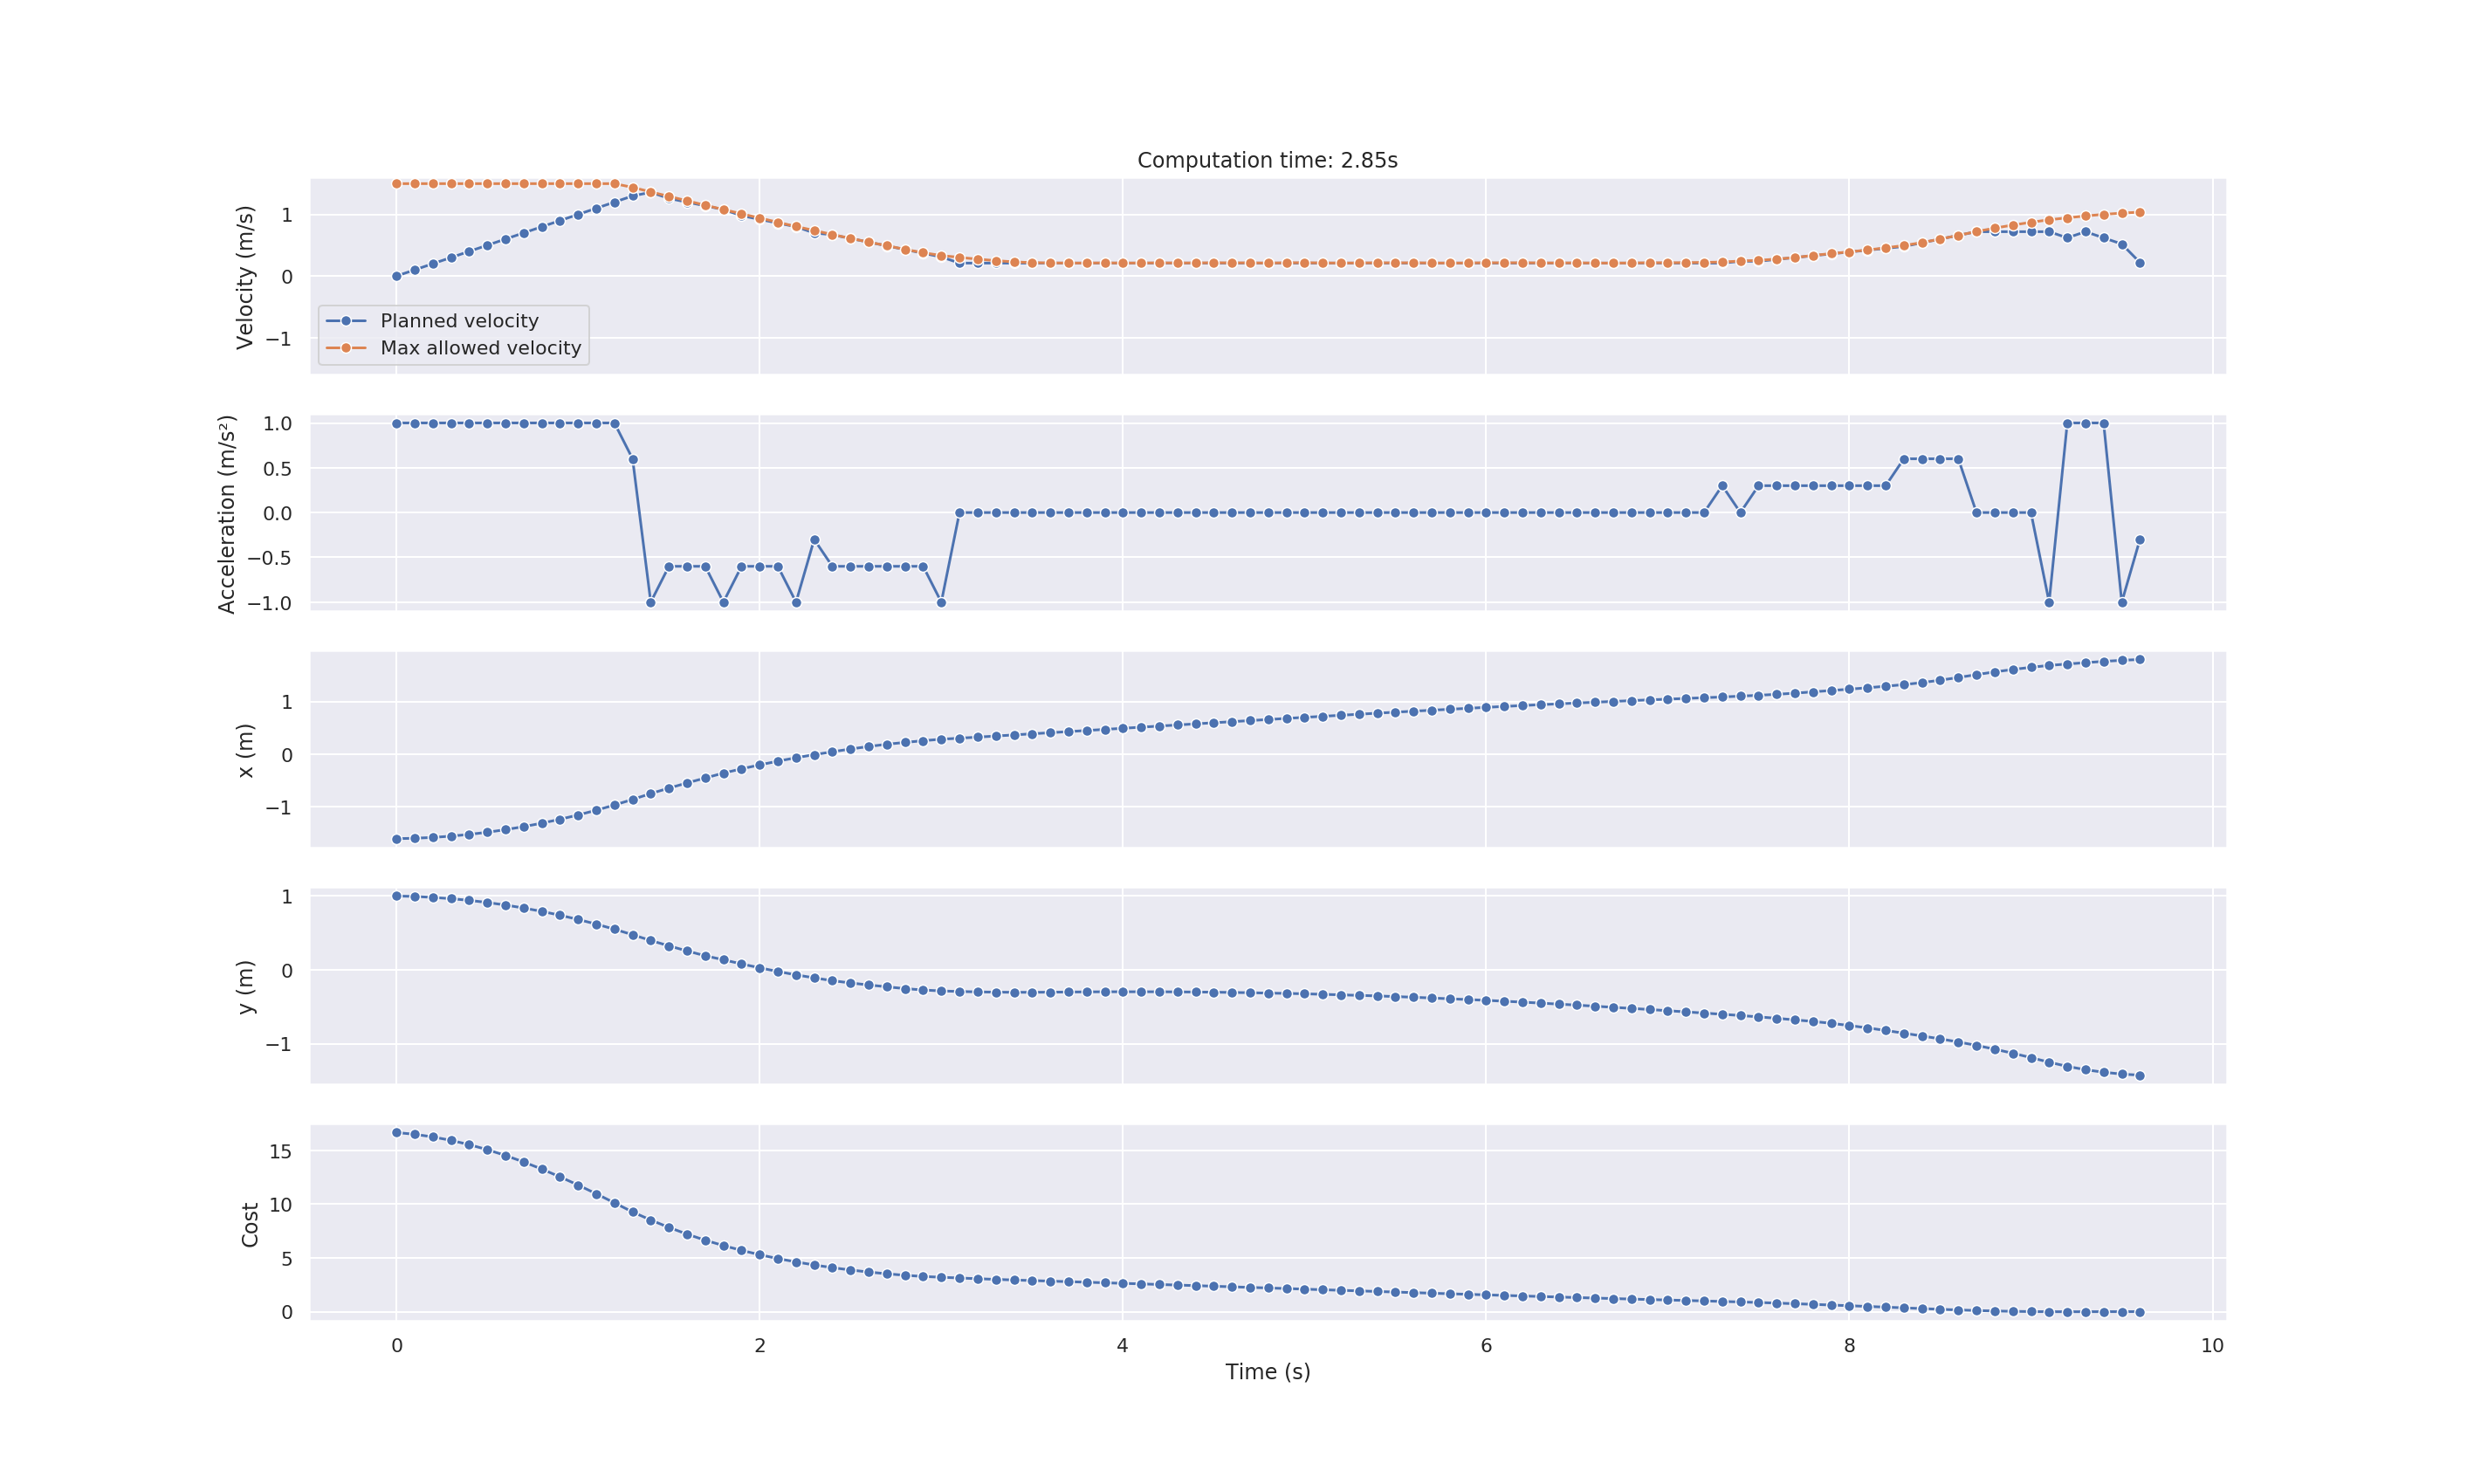 Computation time: 2.85s
Velocity (m/s)
1
0
−1
Planned velocity
Max allowed velocity
Acceleration (m/s²)
1.0
0.5
0.0
−0.5
−1.0
x (m)
1
0
−1
y (m)
1
0
−1
Cost
15
10
5
0
0 2 4 6 8 10
Time (s)